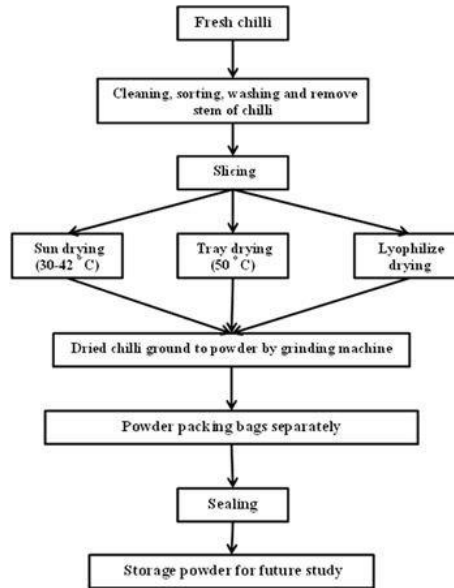 Fresh chilli
Cleaning, sorting, washing and remove
stem of chilli
Slicing
Sun drying
(30-42 °C)
Tray drying
(50 °C)
Lyophilize
drying
Dried chilli ground to powder by grinding machine
Powder packing bags separately
Sealing
Storage powder for future study